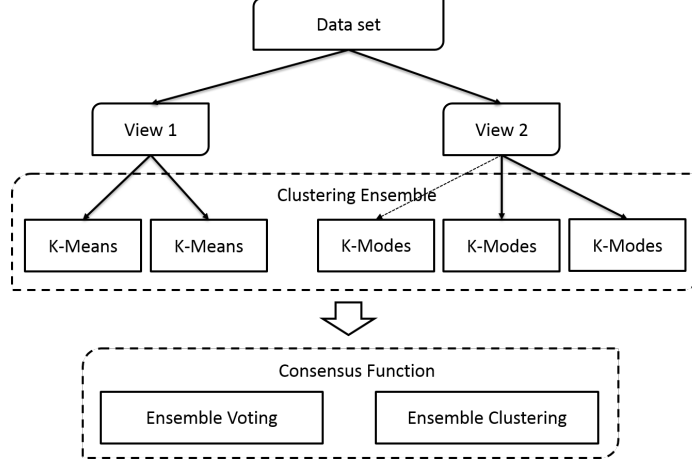 Data set
View 1
View 2
Clustering Ensemble
K-Means
K-Means
K-Modes
K-Modes
K-Modes
Consensus Function
Ensemble Voting
Ensemble Clustering